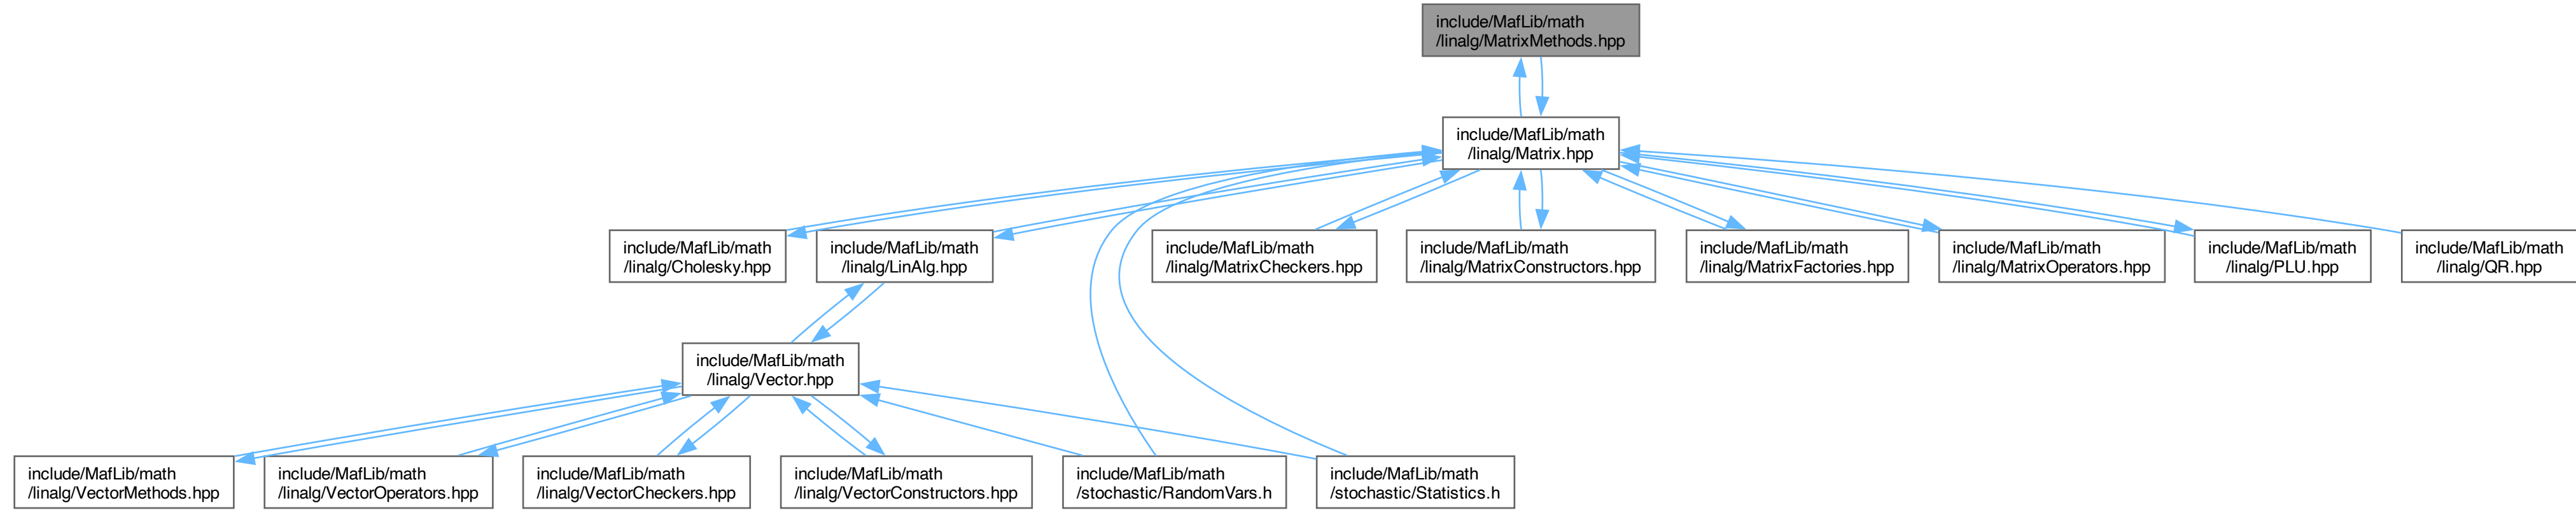 include/MafLib/math
/linalg/MatrixMethods.hpp
include/MafLib/math
/linalg/Matrix.hpp
include/MafLib/math
/linalg/Cholesky.hpp
include/MafLib/math
/linalg/LinAlg.hpp
include/MafLib/math
/linalg/MatrixCheckers.hpp
include/MafLib/math
/linalg/MatrixConstructors.hpp
include/MafLib/math
/linalg/MatrixFactories.hpp
include/MafLib/math
/linalg/MatrixOperators.hpp
include/MafLib/math
/linalg/PLU.hpp
include/MafLib/math
/linalg/QR.hpp
include/MafLib/math
/linalg/Vector.hpp
include/MafLib/math
/linalg/VectorMethods.hpp
include/MafLib/math
/linalg/VectorOperators.hpp
include/MafLib/math
/linalg/VectorCheckers.hpp
include/MafLib/math
/linalg/VectorConstructors.hpp
include/MafLib/math
/stochastic/RandomVars.h
include/MafLib/math
/stochastic/Statistics.h